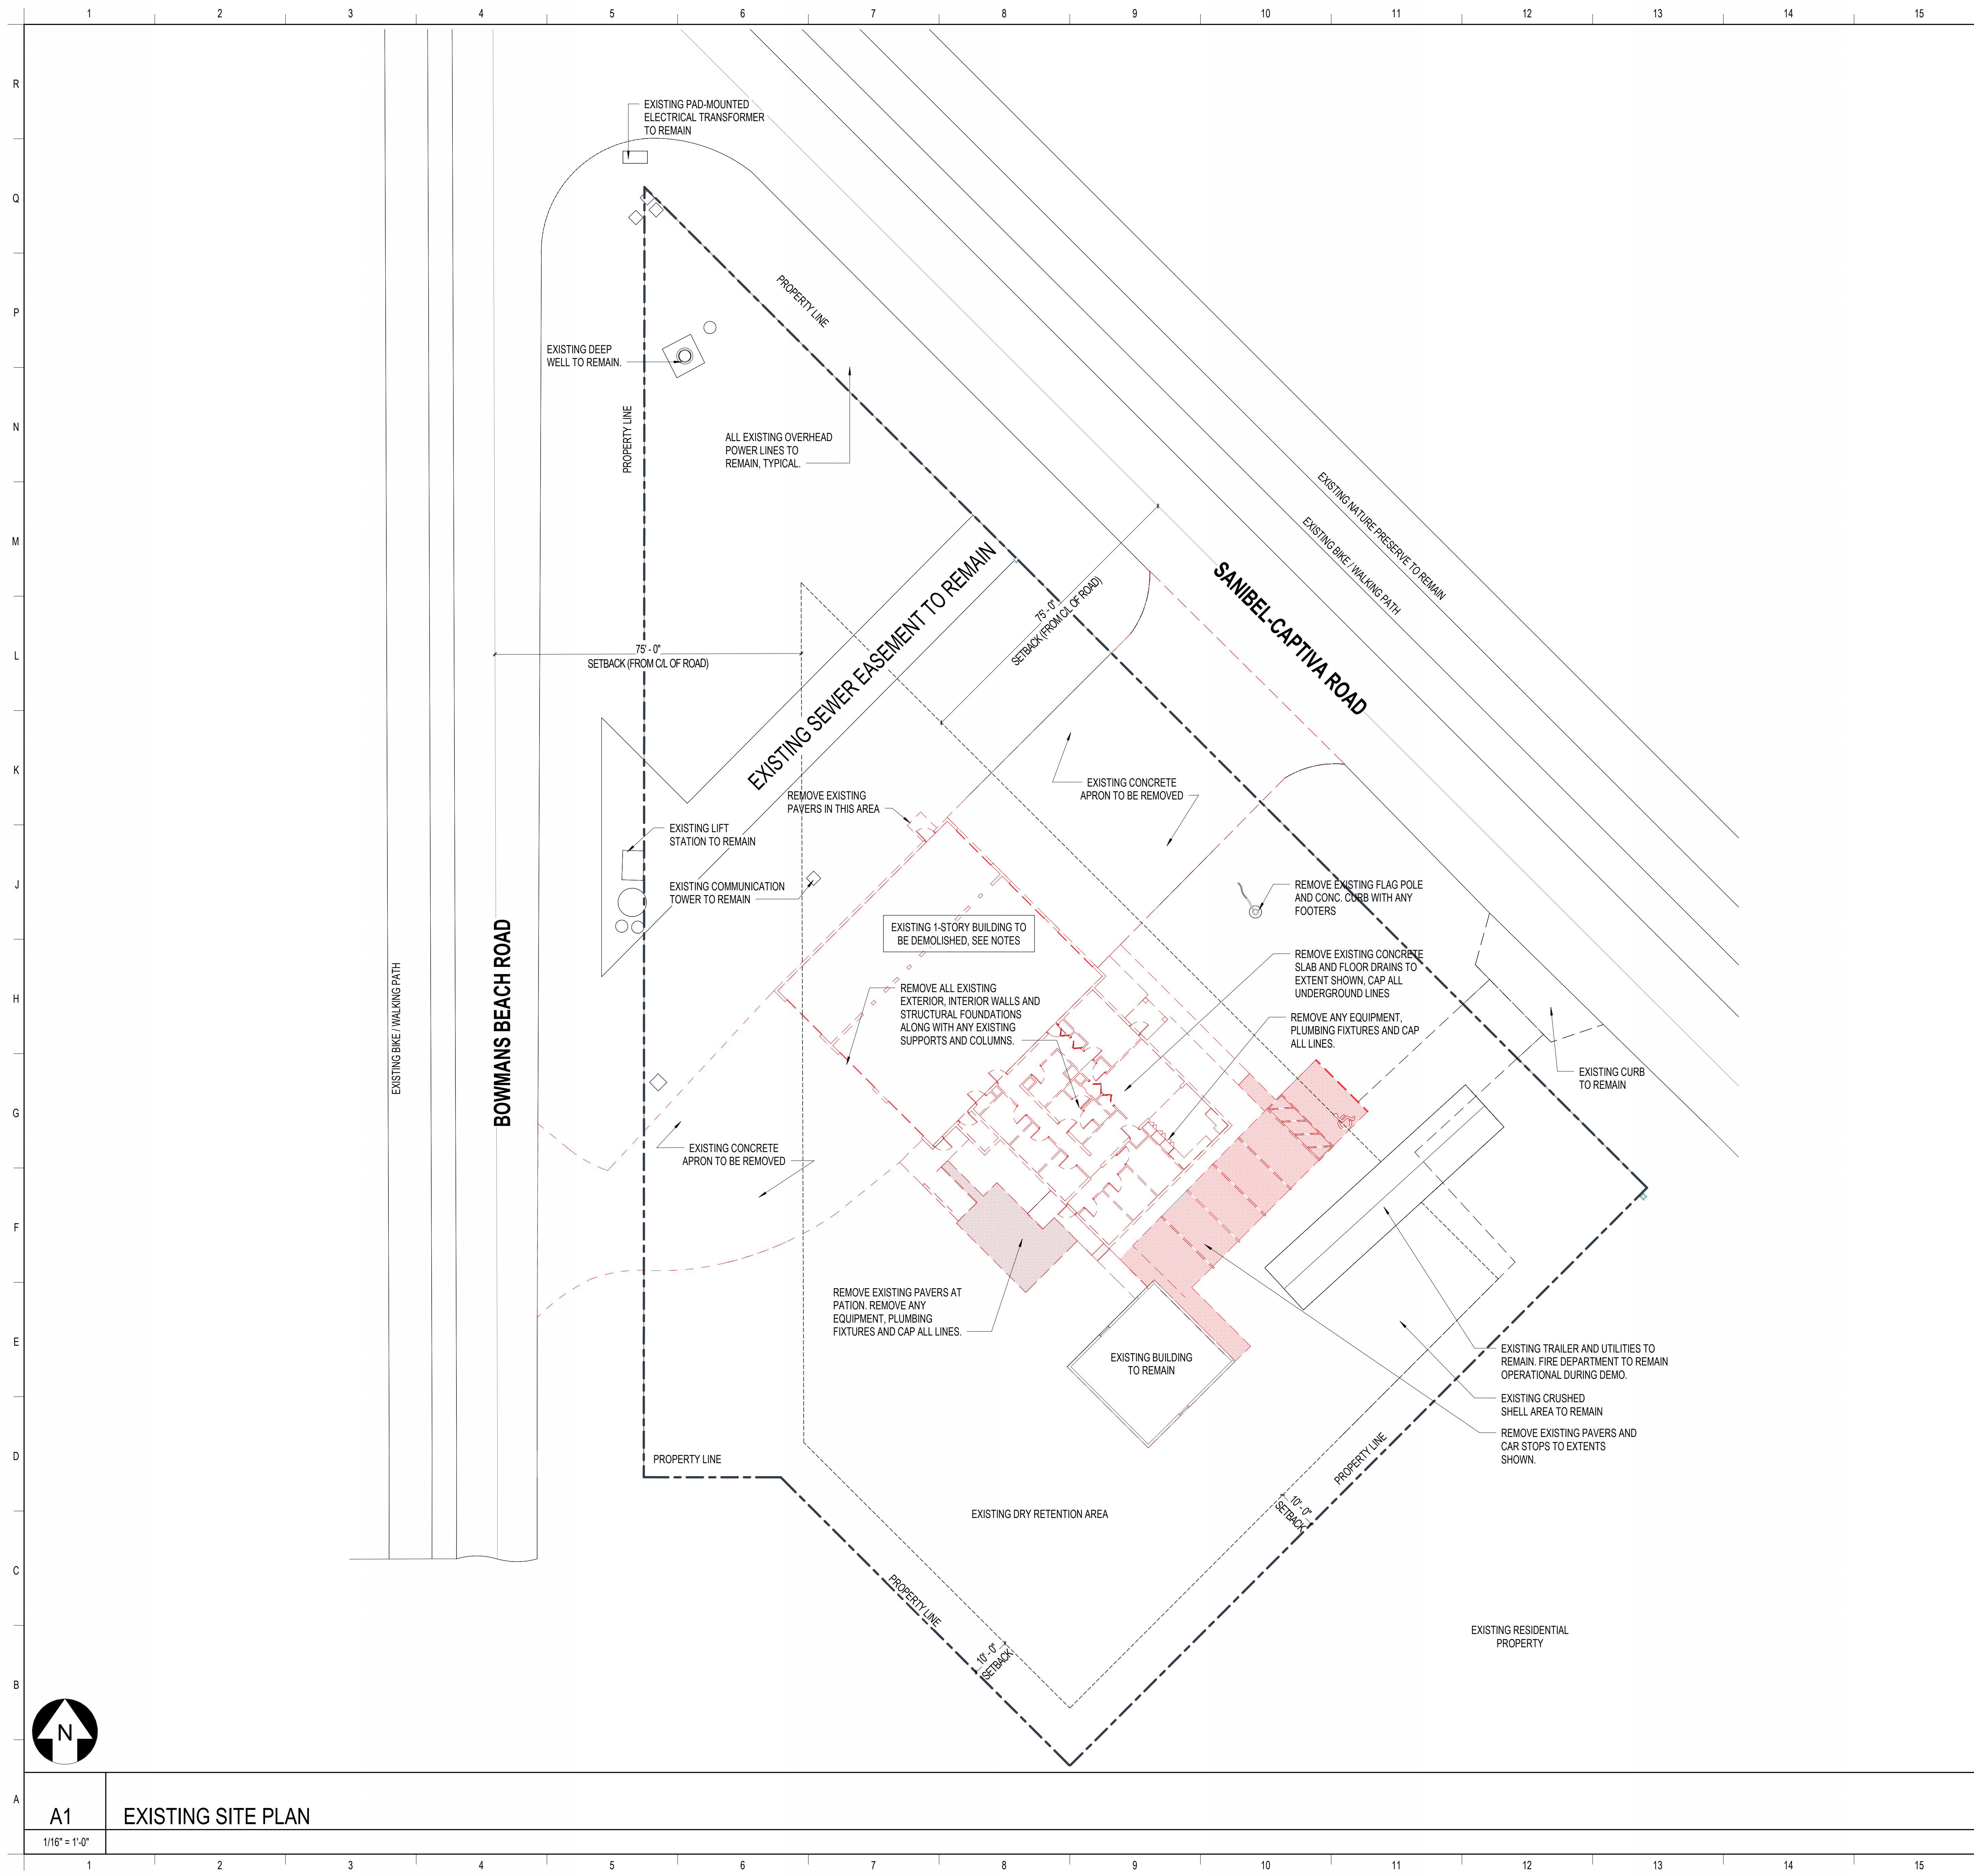 1 2 3 4 5 6 7 8 9 10 11 12 13 14 15
R
EXISTING PAD-MOUNTED
ELECTRICAL TRANSFORMER
TO REMAIN
Q
PROPERTY LINE
P
EXISTING DEEP
WELL TO REMAIN.
PROPERTY LINE
N
ALL EXISTING OVERHEAD
POWER LINES TO
REMAIN, TYPICAL.
EXISTING NATURE PRESERVE TO REMAIN
EXISTING BIKE / WALKING PATH
M
SANIBEL-CAPTIVA ROAD
75' - 0"
SETBACK (FROM C/L OF ROAD)
EXISTING SEWER EASEMENT TO REMAIN
L
75' - 0"
SETBACK (FROM C/L OF ROAD)
K
EXISTING CONCRETE
APRON TO BE REMOVED
REMOVE EXISTING
PAVERS IN THIS AREA
EXISTING LIFT
STATION TO REMAIN
J
EXISTING COMMUNICATION
TOWER TO REMAIN
REMOVE EXISTING FLAG POLE
AND CONC. CURB WITH ANY
FOOTERS
EXISTING 1-STORY BUILDING TO
BE DEMOLISHED, SEE NOTES
BOWMANS BEACH ROAD
EXISTING BIKE / WALKING PATH
REMOVE EXISTING CONCRETE
SLAB AND FLOOR DRAINS TO
EXTENT SHOWN, CAP ALL
UNDERGROUND LINES
H
REMOVE ALL EXISTING
EXTERIOR, INTERIOR WALLS AND
STRUCTURAL FOUNDATIONS
ALONG WITH ANY EXISTING
SUPPORTS AND COLUMNS.
REMOVE ANY EQUIPMENT,
PLUMBING FIXTURES AND CAP
ALL LINES.
EXISTING CURB
TO REMAIN
G
EXISTING CONCRETE
APRON TO BE REMOVED
F
REMOVE EXISTING PAVERS AT
PATION. REMOVE ANY
EQUIPMENT, PLUMBING
FIXTURES AND CAP ALL LINES.
E
EXISTING BUILDING
TO REMAIN
EXISTING TRAILER AND UTILITIES TO
REMAIN. FIRE DEPARTMENT TO REMAIN
OPERATIONAL DURING DEMO.
EXISTING CRUSHED
SHELL AREA TO REMAIN
REMOVE EXISTING PAVERS AND
CAR STOPS TO EXTENTS
SHOWN.
D
PROPERTY LINE
PROPERTY LINE
10' - 0"
SETBACK
EXISTING DRY RETENTION AREA
C
PROPERTY LINE
EXISTING RESIDENTIAL
PROPERTY
10' - 0"
SETBACK
B
N
A
A1 EXISTING SITE PLAN
1/16" = 1'-0"
1 2 3 4 5 6 7 8 9 10 11 12 13 14 15